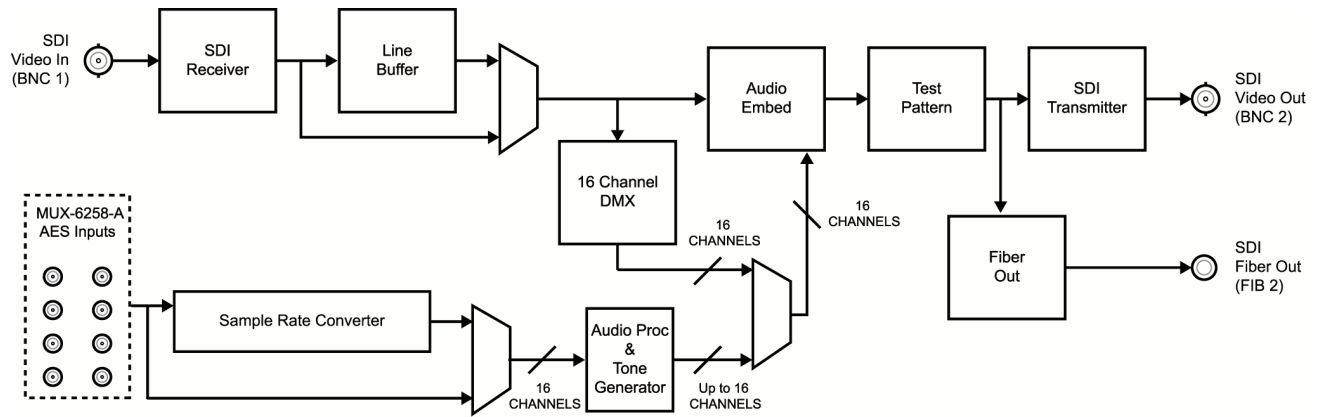 SDI
Video In
(BNC 1)
SDI
Receiver
Line
Buffer
Audio
Embed
Test
Pattern
SDI
Transmitter
SDI
Video Out
(BNC 2)
16 Channel
DMX
16
CHANNELS
16
CHANNELS
Fiber
Out
SDI
Fiber Out
(FIB 2)
MUX-6258-A
AES Inputs
Sample Rate Converter
16
CHANNELS
Audio Proc
&
Tone
Generator
Up to 16
CHANNELS